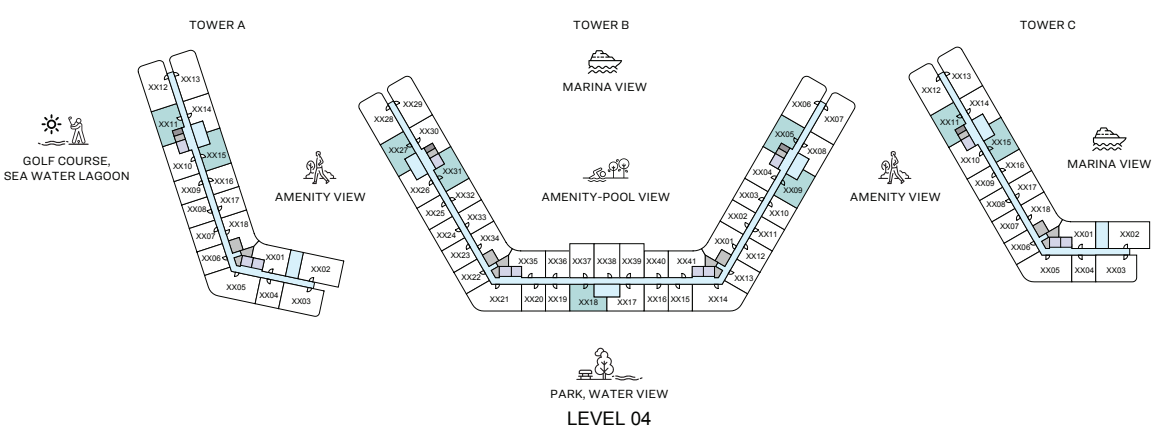 TOWER A
TOWER B
TOWER C
MARINA VIEW
GOLF COURSE,
SEA WATER LAGOON
AMENITY VIEW
AMENITY-POOL VIEW
AMENITY VIEW
MARINA VIEW
XX12
XX13
XX11
XX14
XX10
XX15
XX09
XX16
XX08
XX17
XX07
XX18
XX06
XX01
XX02
XX05
XX04
XX03
XX28
XX29
XX27
XX30
XX26
XX31
XX25
XX32
XX24
XX33
XX23
XX34
XX22
XX35
XX36
XX37
XX38
XX39
XX40
XX41
XX21
XX20
XX19
XX18
XX17
XX16
XX15
XX14
XX06
XX07
XX05
XX08
XX04
XX09
XX03
XX10
XX02
XX11
XX01
XX12
XX13
XX12
XX13
XX11
XX14
XX10
XX15
XX09
XX16
XX08
XX17
XX07
XX18
XX06
XX01
XX02
XX05
XX04
XX03
PARK, WATER VIEW
LEVEL 04